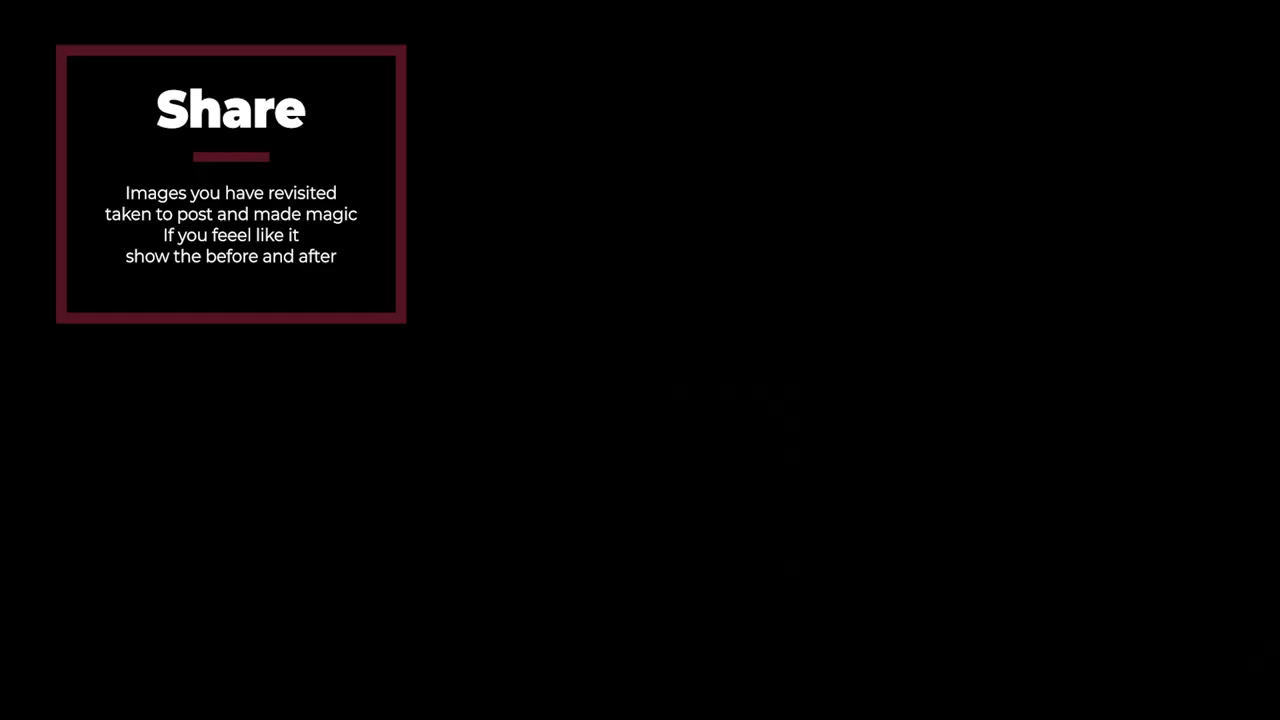 Share
Images you have revisited
taken to post and made magic
If you feeel like it
show the before and after